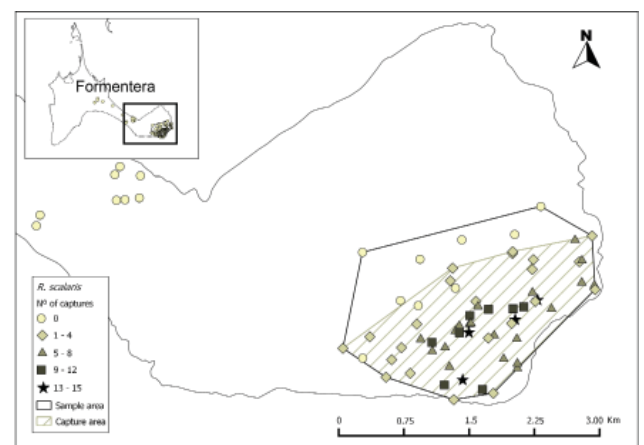 Formentera
N
R. scalaris
Nº of captures
0
1 - 4
5 - 8
9 - 12
13 - 15
Sample area
Capture area
0 0.75 1.5 2.25 3.00 Km